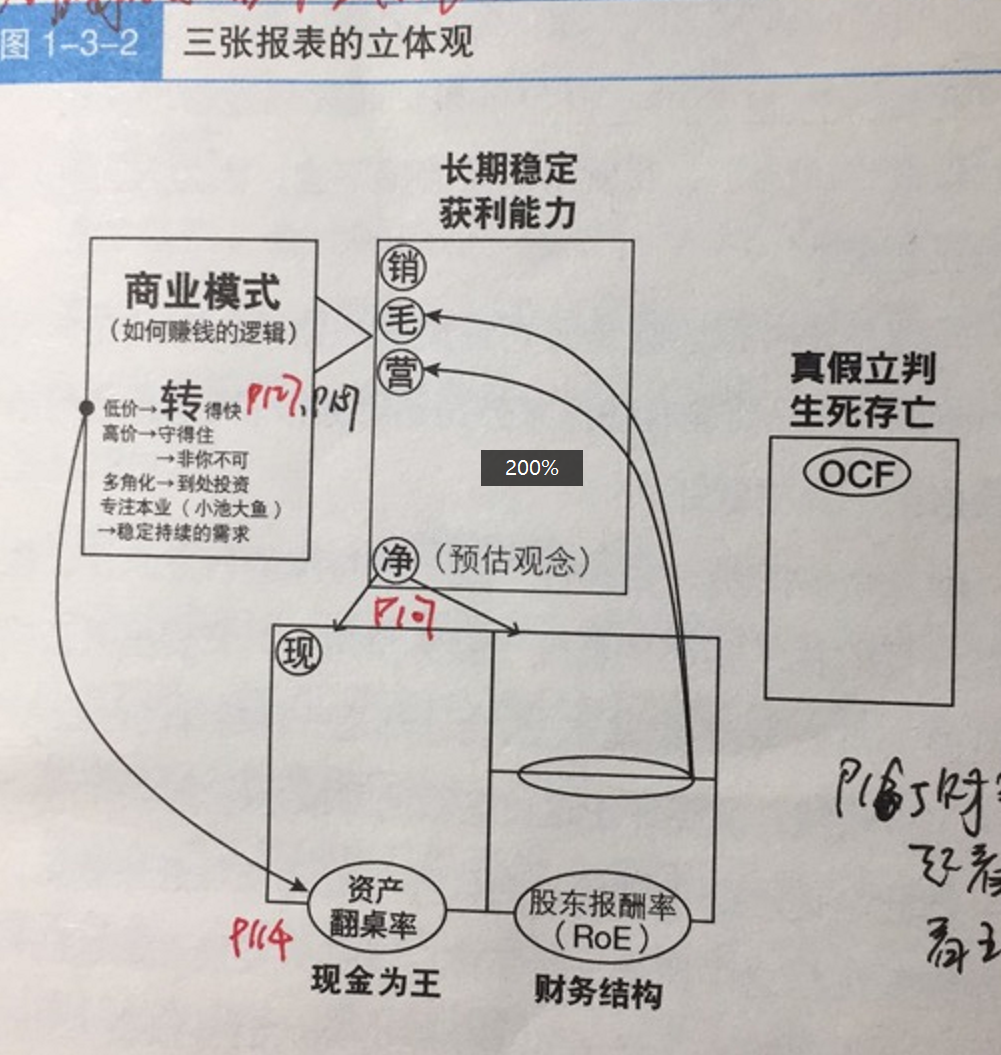 图 1-3-2 三张报表的立体观
长期稳定
获利能力
商业模式
（如何赚钱的逻辑）
低价→转得快
P127、P151
高价→守得住
→非你不可
多角化→到处投资
专注本业（小池大鱼）
→稳定持续的需求
销
毛
营
200%
净（预估观念）
P107
真假立判
生死存亡
OCF
现
资产
翻桌率
P114
现金为王
股东报酬率
（RoE）
财务结构